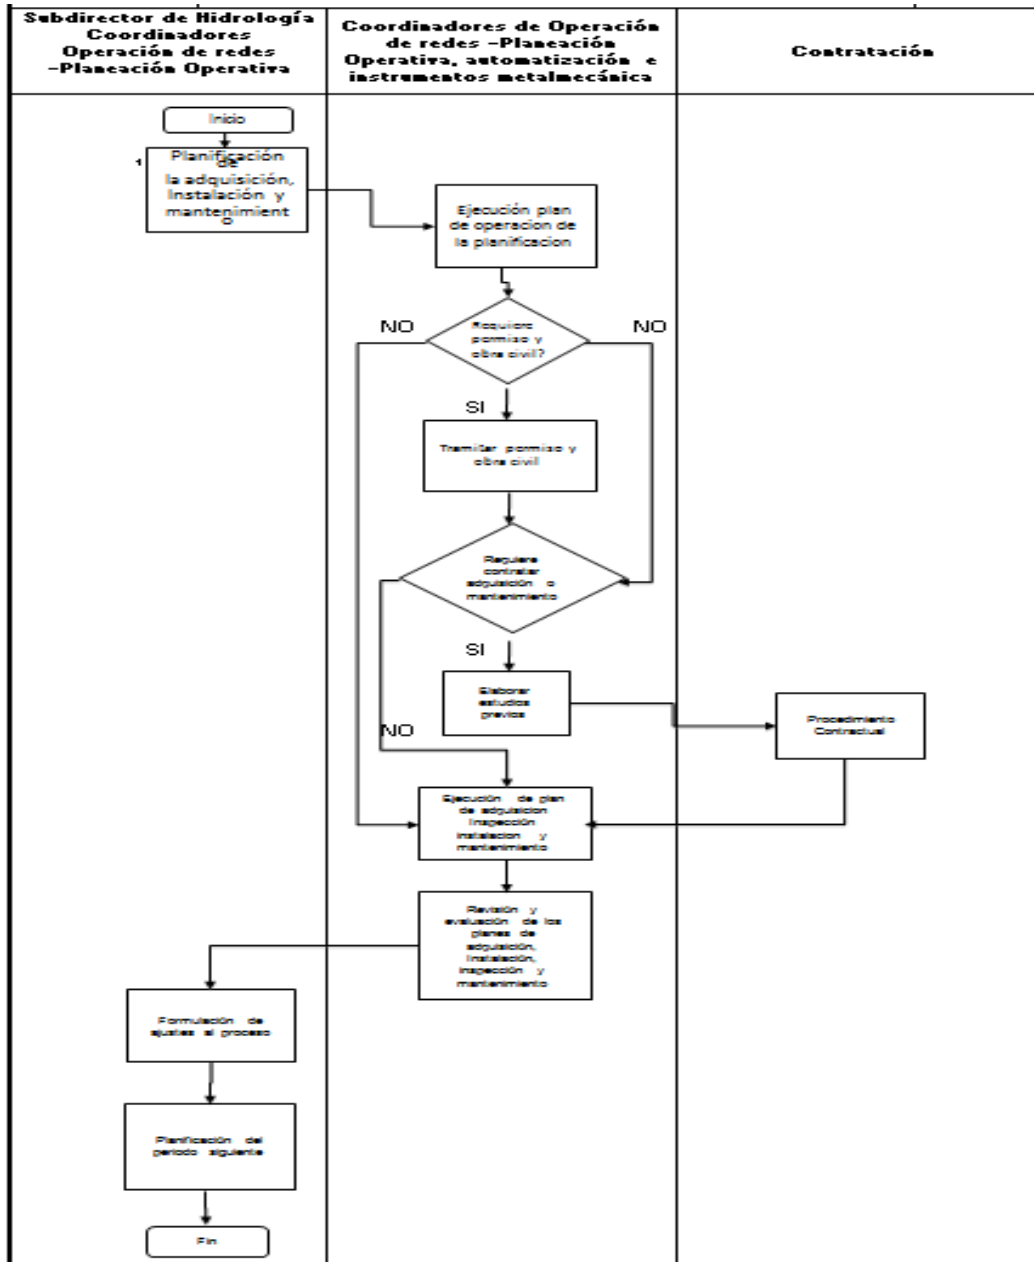 Subdirector de Hidrología
Coordinadores
Operación de redes
-Planeación Operativa
Coordinadores de Operación
de redes -Planeación
Operativa, automatización e
instrumentos metalmecánica
Contratación
Inicio
1
Planificación
de
la adquisición,
Instalación y
mantenimient
o
Ejecución plan
de operacion de
la planificacion
NO
Requiere
permiso y
obra civil?
NO
SI
Tramitar permiso y
obra civil
Requiere
contratar
adquisición o
mantenimiento
SI
Elaborar
estudios
previos
Procedimiento
Contractual
NO
Ejecución de plan
de adquisicion
Inspección
instalacion y
mantenimiento
Revisión y
evaluación de los
planes de
adquisición,
Instalación,
inspección y
mantenimiento
Formulación de
ajustes al proceso
Planificación del
periodo siguiente
Fin